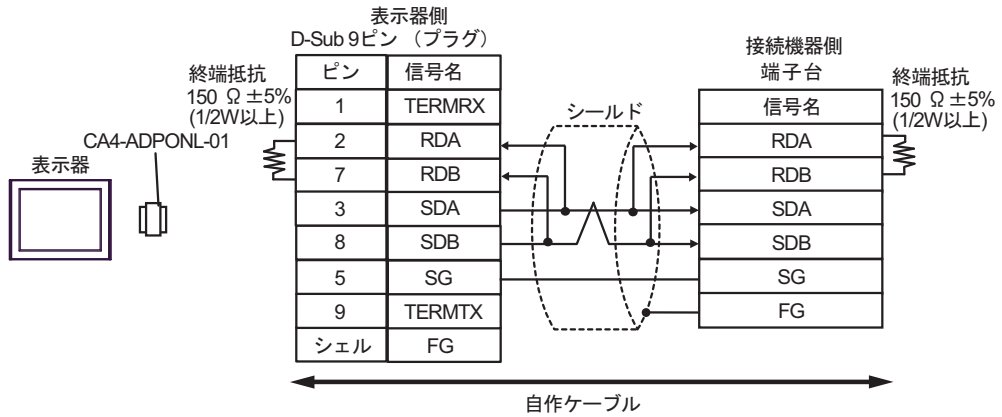 表示器側
D-Sub 9ピン （プラグ）
接続機器側
端子台
終端抵抗
150 Ω ±5%
(1/2W以上)
CA4-ADPONL-01
表示器
ピン 信号名
1 TERMRX
2 RDA
7 RDB
3 SDA
8 SDB
5 SG
9 TERMTX
シェル FG
シールド
信号名
RDA
RDB
SDA
SDB
SG
FG
終端抵抗
150 Ω ±5%
(1/2W以上)
自作ケーブル